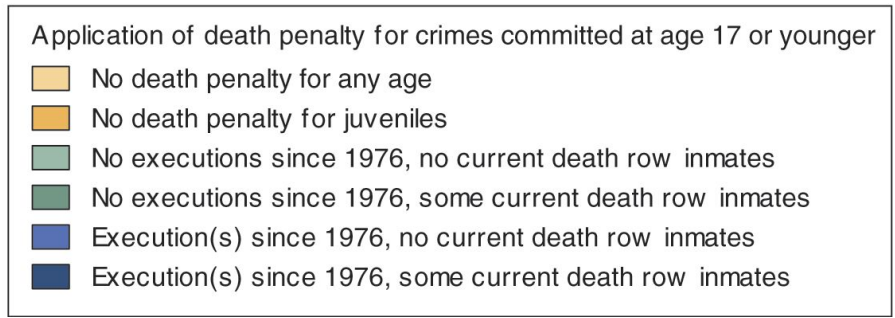 Application of death penalty for crimes committed at age 17 or younger
No death penalty for any age
No death penalty for juveniles
No executions since 1976, no current death row inmates
No executions since 1976, some current death row inmates
Execution(s) since 1976, no current death row inmates
Execution(s) since 1976, some current death row inmates